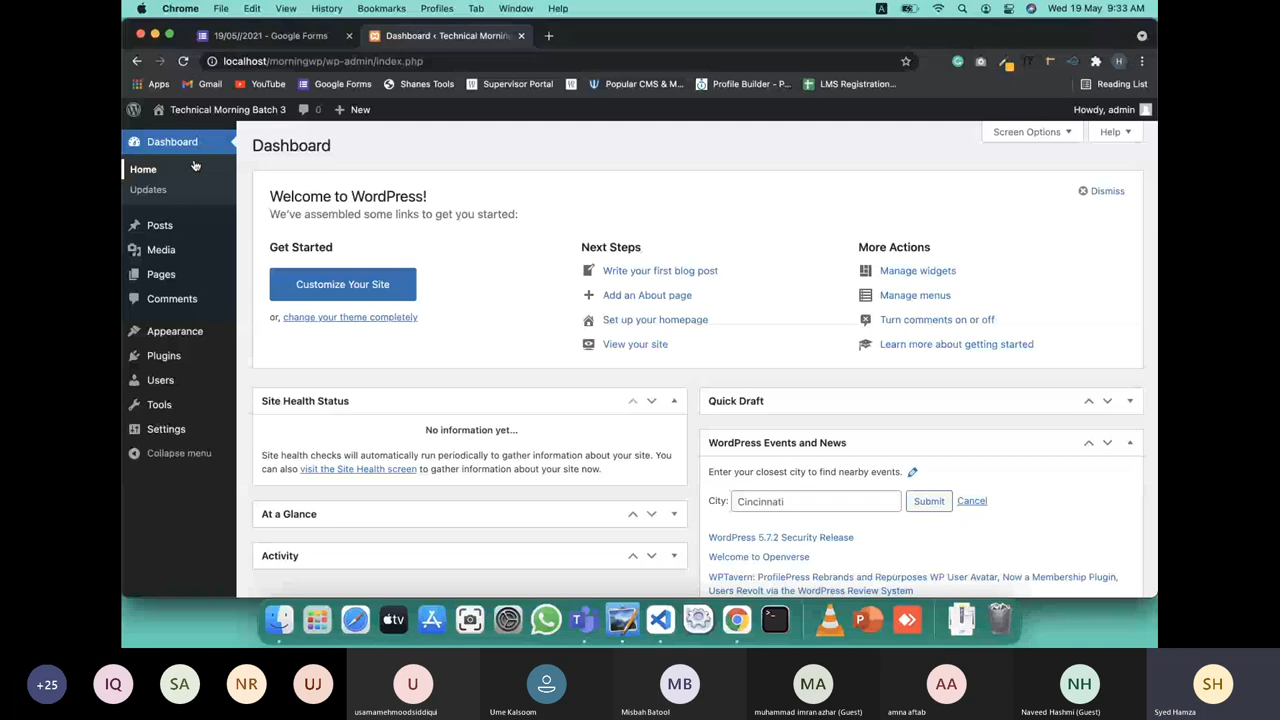 Chrome File Edit View History Bookmarks Profiles Tab Window Help A Wed 19 May 9:33 AM
19/05//2021 - Google Forms Dashboard ‹ Technical Mornin
localhost/morningwp/wp-admin/index.php H
Apps Gmail YouTube Google Forms Shanes Tools Supervisor Portal Popular CMS & M... Profile Builder - P... LMS Registration... Reading List
Technical Morning Batch 3 0 New Howdy, admin
Dashboard
Home
Updates
Posts
Media
Pages
Comments
Appearance
Plugins
Users
Tools
Settings
Collapse menu
Screen Options Help
Dashboard
Welcome to WordPress! Dismiss
We've assembled some links to get you started:
Get Started
Customize Your Site
or, change your theme completely
Next Steps
Write your first blog post
Add an About page
Set up your homepage
View your site
More Actions
Manage widgets
Manage menus
Turn comments on or off
Learn more about getting started
Site Health Status
No information yet...
Site health checks will automatically run periodically to gather information about your site. You
can also visit the Site Health screen to gather information about your site now.
At a Glance
Activity
Quick Draft
WordPress Events and News
Enter your closest city to find nearby events.
City: Cincinnati Submit Cancel
WordPress 5.7.2 Security Release
Welcome to Openverse
WPTavern: ProfilePress Rebrands and Repurposes WP User Avatar, Now a Membership Plugin,
Users Revolt via the WordPress Review System
tv P
+25 IQ SA NR UJ U MB MA AA NH SH
usamamehmoodsiddiqui Ume Kalsoom Misbah Batool muhammad imran azhar (Guest) amna aftab Naveed Hashmi (Guest) Syed Hamza